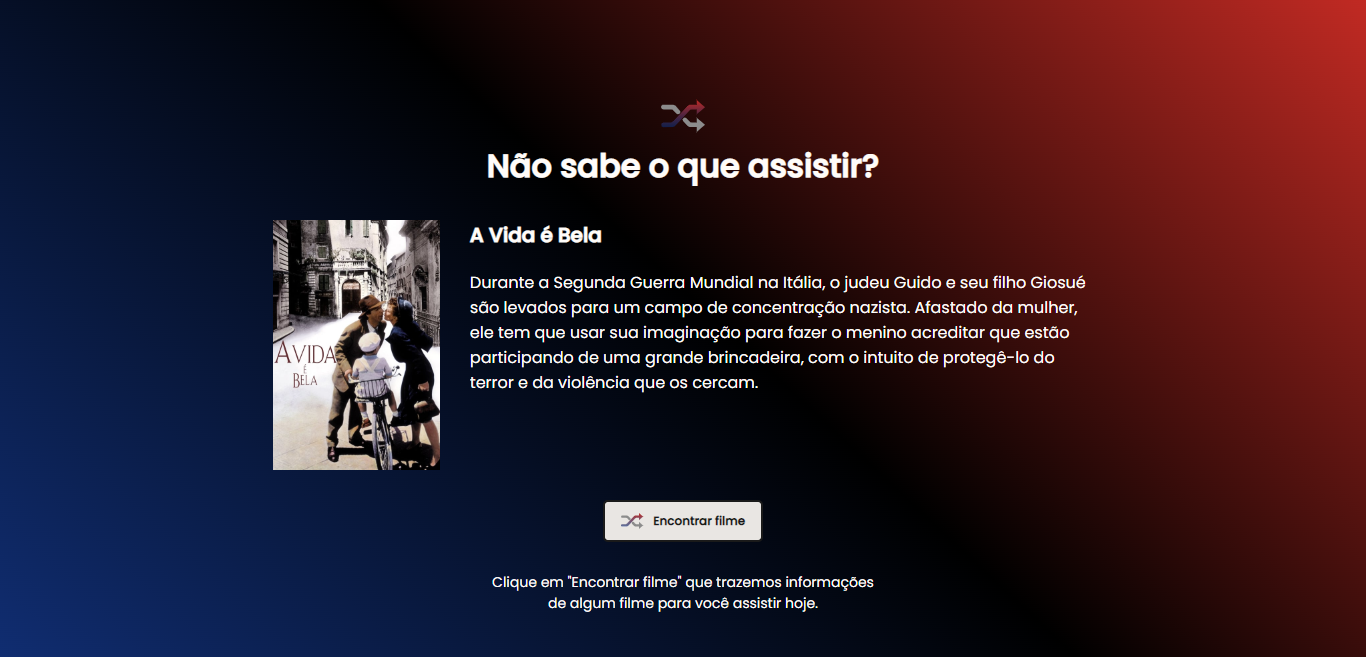 Não sabe o que assistir?
A Vida é Bela
Durante a Segunda Guerra Mundial na Itália, o judeu Guido e seu filho Giosué
são levados para um campo de concentração nazista. Afastado da mulher,
ele tem que usar sua imaginação para fazer o menino acreditar que estão
participando de uma grande brincadeira, com o intuito de protegê-lo do
terror e da violência que os cercam.
A VIDA
É
BELA
Encontrar filme
Clique em "Encontrar filme" que trazemos informações
de algum filme para você assistir hoje.